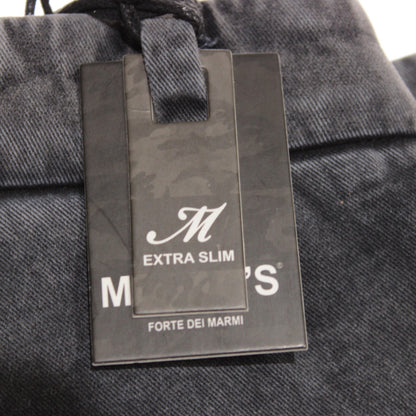 M
EXTRA SLIM
M 'S®
FORTE DEI MARMI